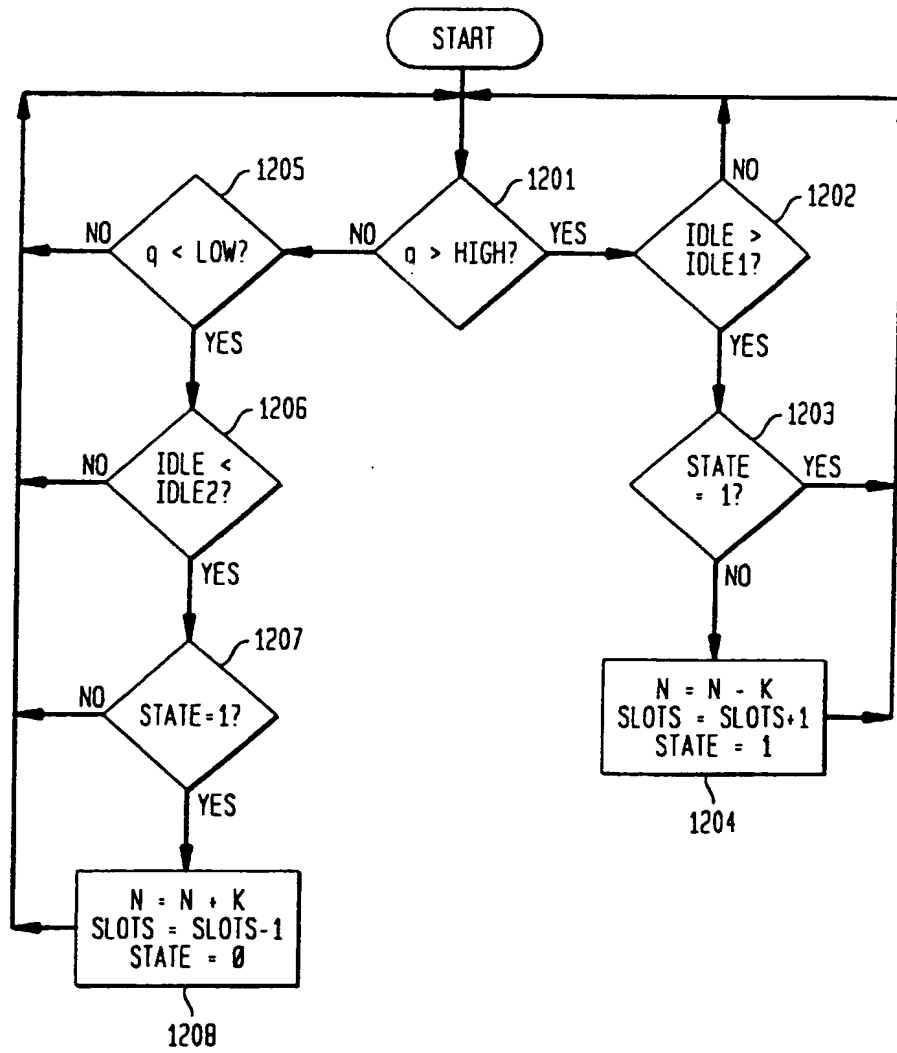 START
1205
1201
1202
NO
q < LOW?
NO
q > HIGH?
YES
IDLE >
IDLE1?
NO
YES
YES
1206
1203
NO
IDLE <
IDLE2?
STATE
= 1?
YES
YES
NO
1207
NO
STATE=1?
N = N - K
SLOTS = SLOTS+1
STATE = 1
YES
1204
N = N + K
SLOTS = SLOTS-1
STATE = 0
1208